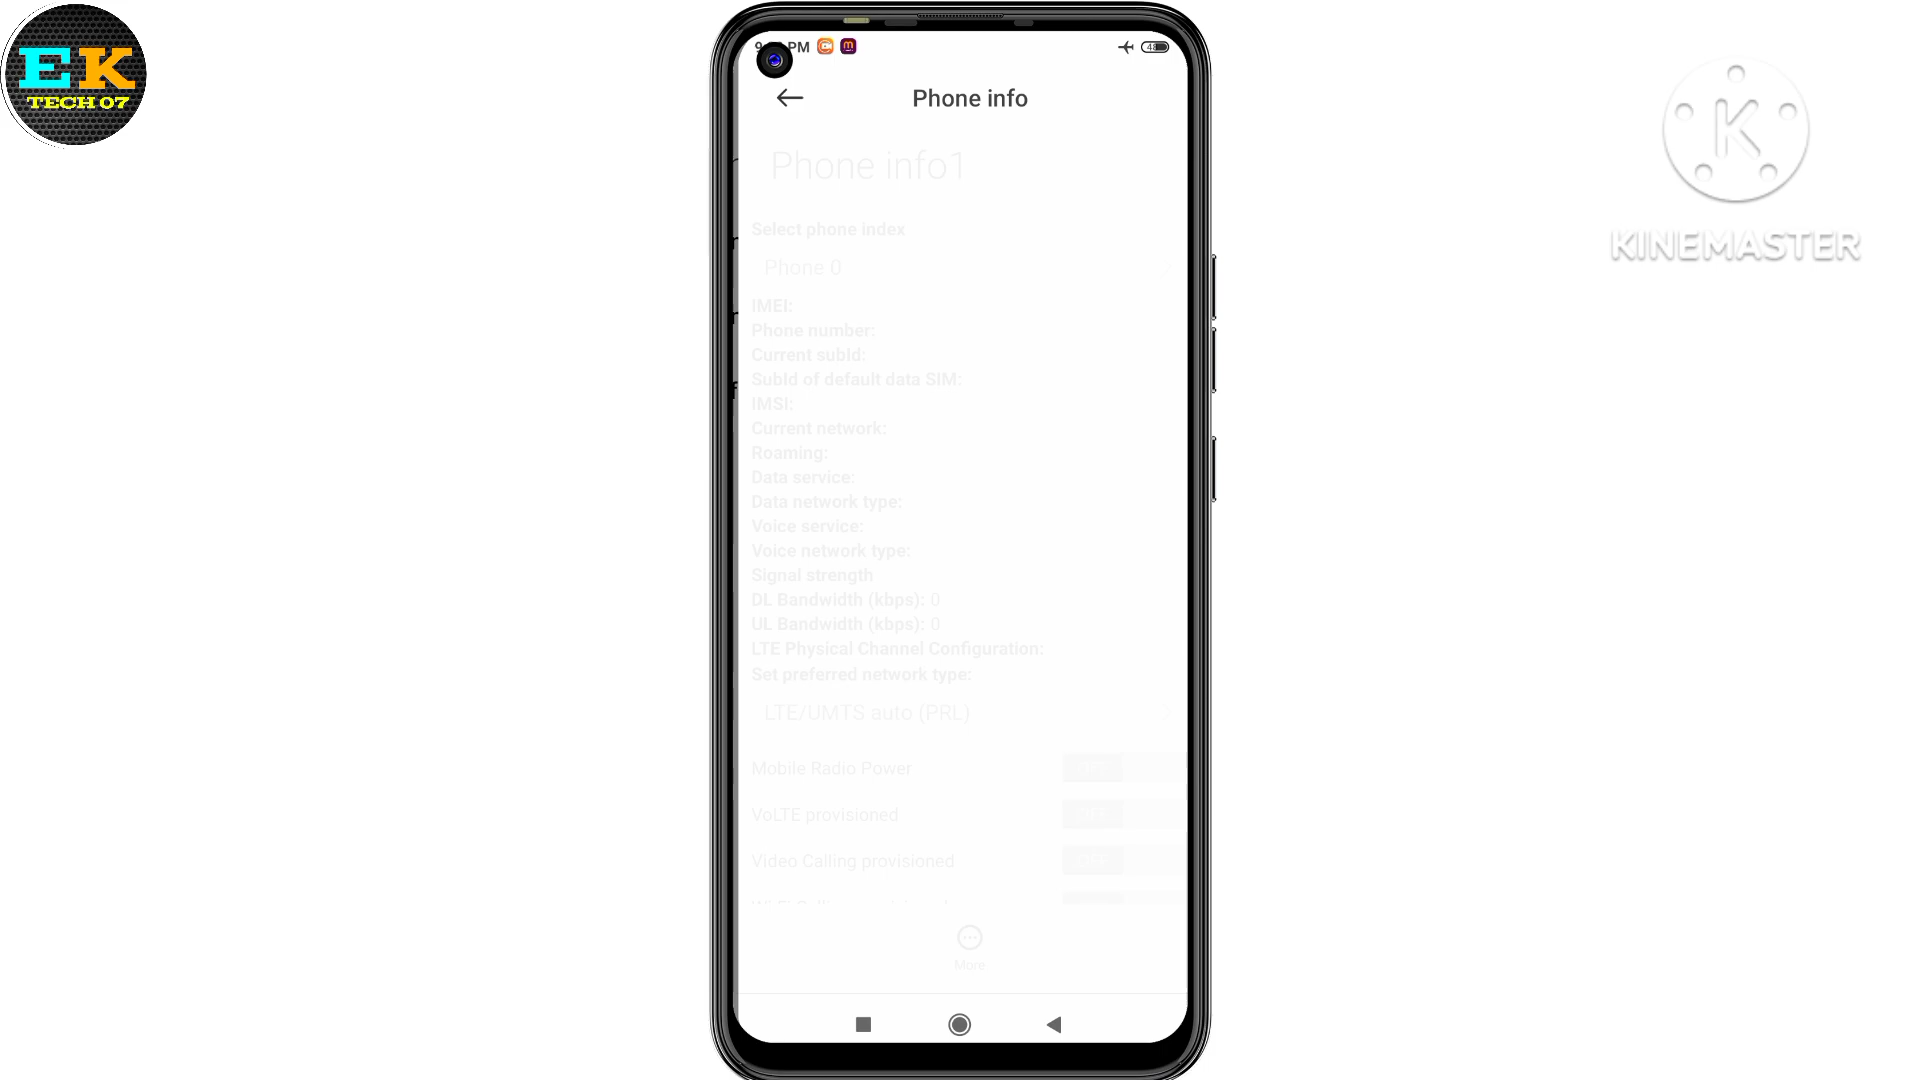 EK
TECH 07
PM
48
Phone info
Phone info1
Select phone index
Phone 0
IMEI:
Phone number:
Current subId:
SubId of default data SIM:
IMSI:
Current network:
Roaming:
Data service:
Data network type:
Voice service:
Voice network type:
Signal strength
DL Bandwidth (kbps): 0
UL Bandwidth (kbps): 0
LTE Physical Channel Configuration:
Set preferred network type:
LTE/UMTS auto (PRL)
Mobile Radio Power
VoLTE provisioned
Video Calling provisioned
More
K
KINEMASTER